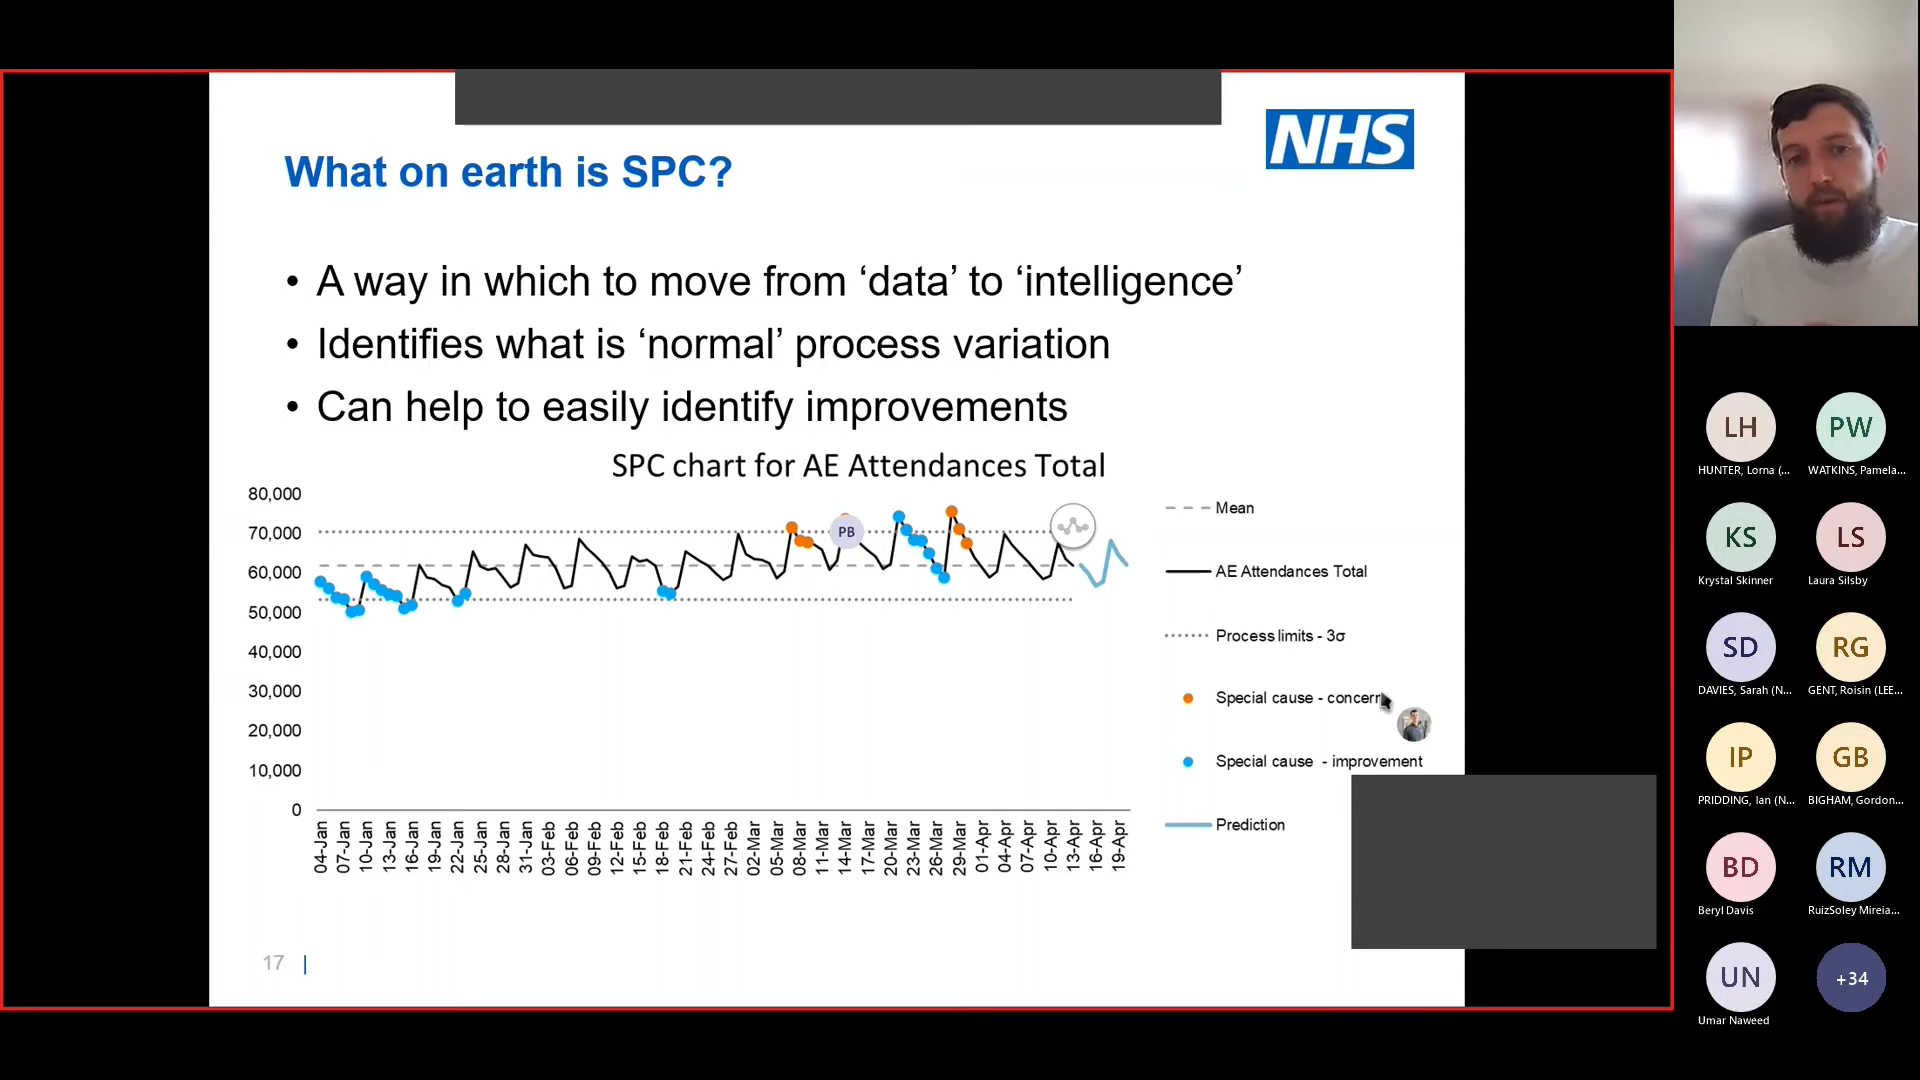 NHS
What on earth is SPC?
• A way in which to move from ‘data’ to ‘intelligence’
• Identifies what is ‘normal’ process variation
• Can help to easily identify improvements
SPC chart for AE Attendances Total
80,000
70,000
60,000
50,000
40,000
30,000
20,000
10,000
0
PB
04-Jan
07-Jan
10-Jan
13-Jan
16-Jan
19-Jan
22-Jan
25-Jan
28-Jan
31-Jan
03-Feb
06-Feb
09-Feb
12-Feb
15-Feb
18-Feb
21-Feb
24-Feb
27-Feb
02-Mar
05-Mar
08-Mar
11-Mar
14-Mar
17-Mar
20-Mar
23-Mar
26-Mar
29-Mar
01-Apr
04-Apr
07-Apr
10-Apr
13-Apr
16-Apr
19-Apr
Mean
AE Attendances Total
Process limits - 3σ
Special cause - concern
Special cause - improvement
Prediction
17
LH
HUNTER, Lorna (...
PW
WATKINS, Pamela...
KS
Krystal Skinner
LS
Laura Silsby
SD
DAVIES, Sarah (N...
RG
GENT, Roisin (LEE...
IP
PRIDDING, Ian (N...
GB
BIGHAM, Gordon...
BD
Beryl Davis
RM
RuizSoley Mireia...
UN
Umar Naweed
+34